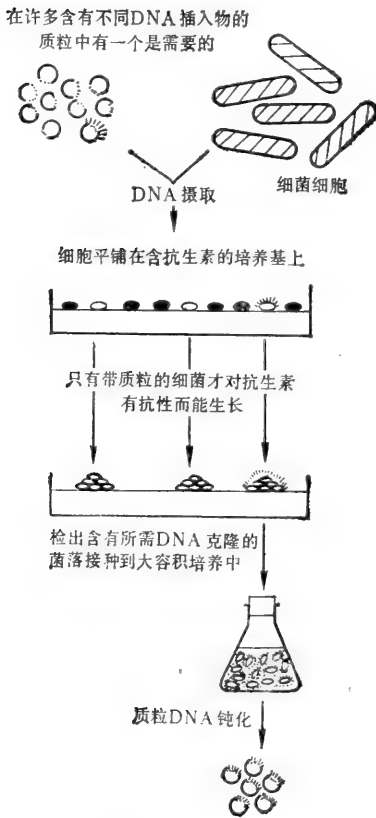 在许多含有不同DNA插入物的
质粒中有一个是需要的
细菌细胞
DNA摄取
细胞平铺在含抗生素的培养基上
只有带质粒的细菌才对抗生素
有抗性而能生长
检出含有所需DNA克隆的
菌落接种到大容积培养中
质粒DNA钝化